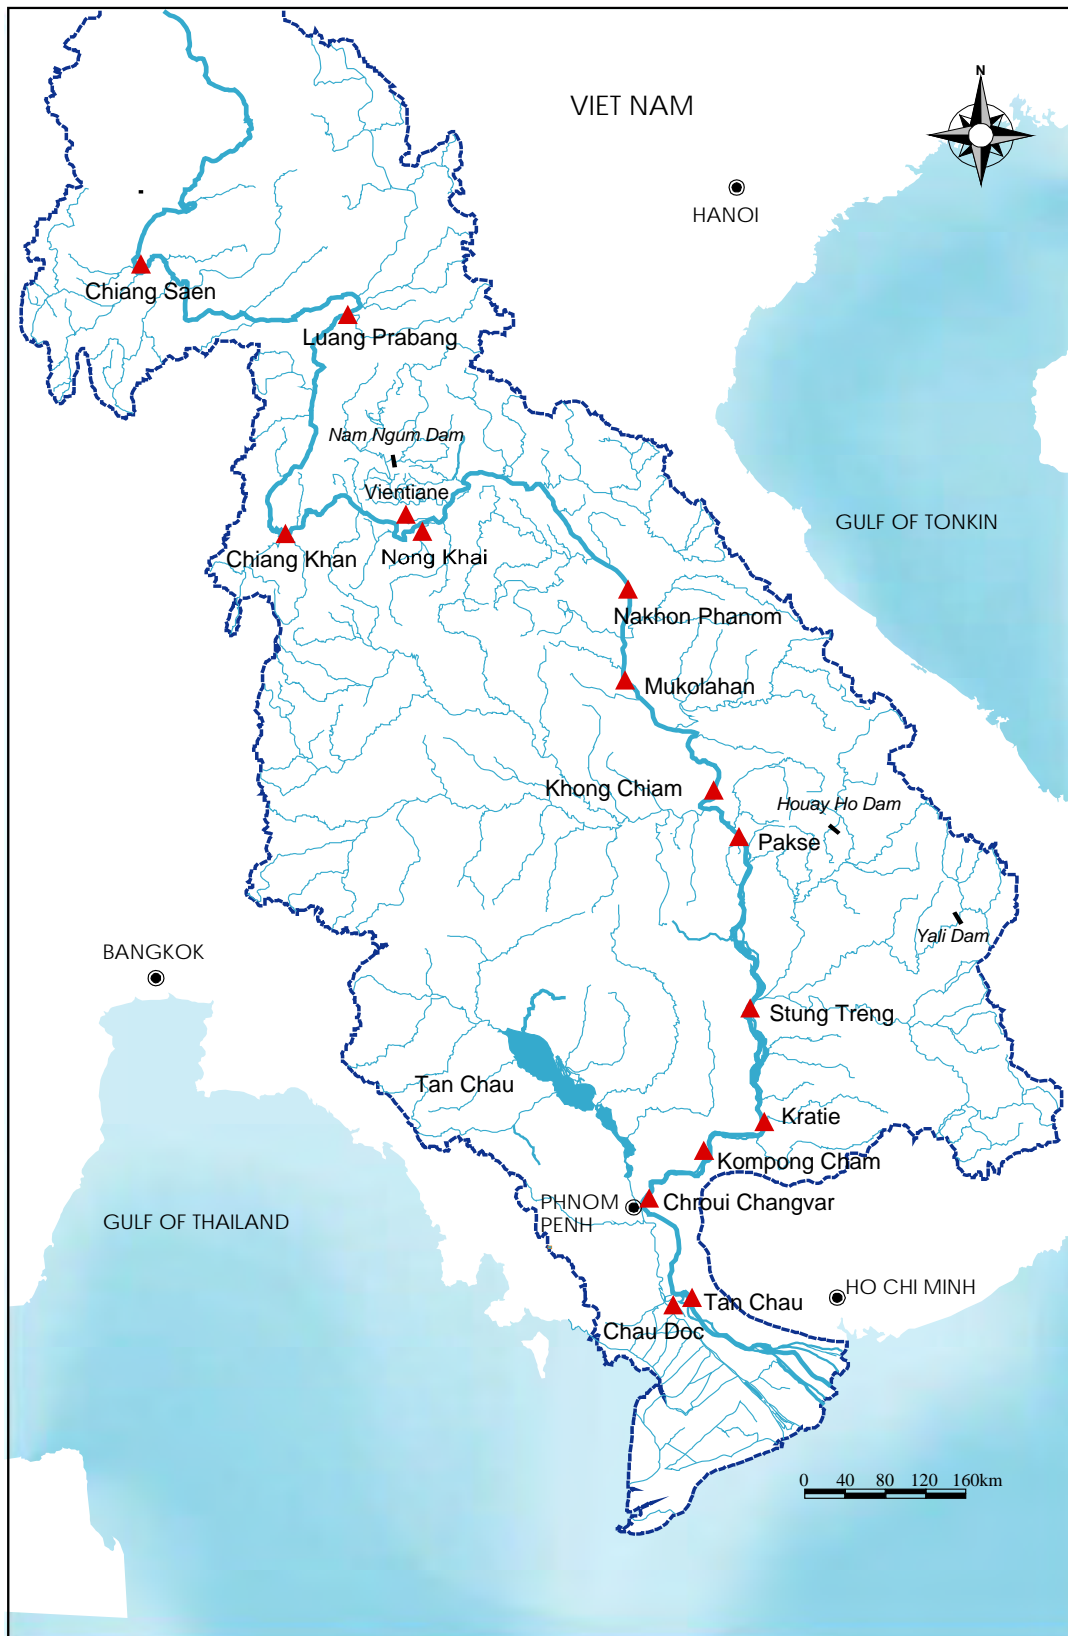 N
VIET NAM
HANOI
Chiang Saen
Luang Prabang
Nam Ngum Dam
Vientiane
GULF OF TONKIN
Chiang Khan
Nong Khai
Nakhon Phanom
Mukolahan
Khong Chiam
Houay Ho Dam
Pakse
Yali Dam
BANGKOK
Stung Treng
Tan Chau
Kratie
Kompong Cham
PHNOM
PENH
Chroui Changvar
GULF OF THAILAND
HO CHI MINH
Tan Chau
Chau Doc
0 40 80 120 160km